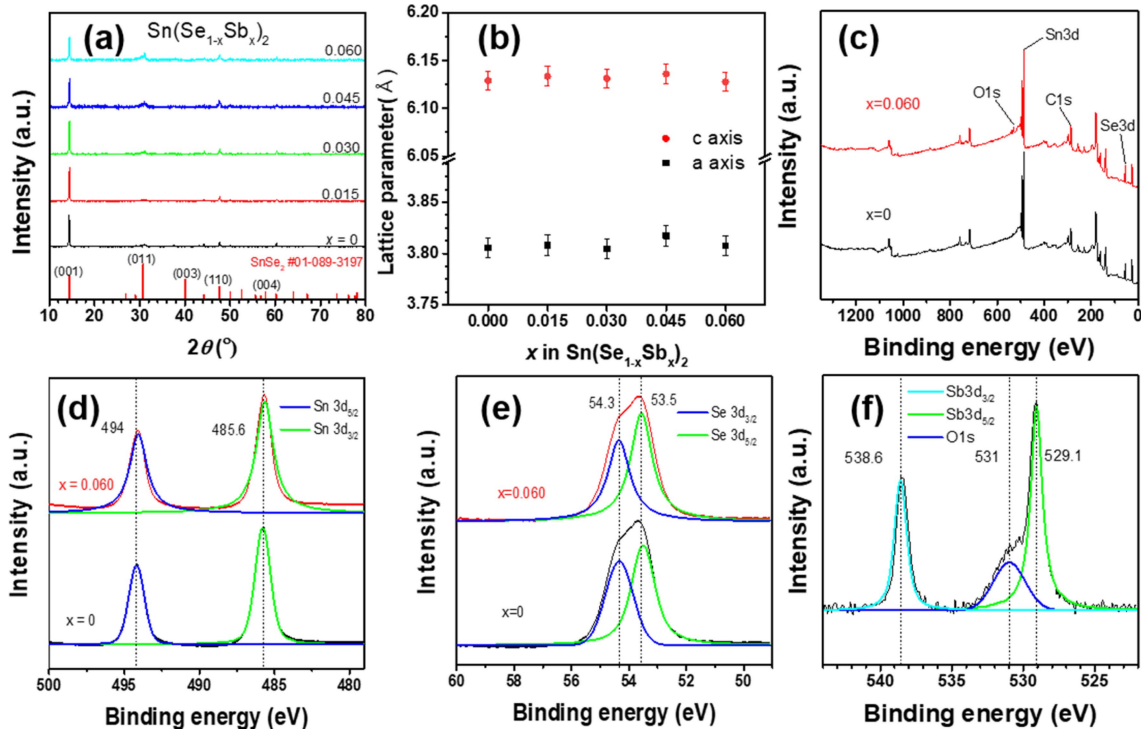 (a)
Sn(Se1-xSbx)2
0.060
0.045
0.030
0.015
x = 0
SnSe2 #01-089-3197
(001)
(011)
(003)
(110)
(004)
10 20 30 40 50 60 70 80
2θ(°)
Intensity (a.u.)
(b)
6.15
6.10
6.05
3.85
3.80
3.75
c axis
a axis
0.000 0.015 0.030 0.045 0.060
x in Sn(Se1-xSbx)2
Lattice parameter( Å)
(c)
Sn3d
O1s
C1s
Se3d
x=0.060
x=0
1200 900 600 300 0
Binding energy (eV)
Intensity (a.u.)
(d)
Sn 3d5/2
Sn 3d3/2
494
485.6
x = 0.060
x = 0
500 495 490 485 480
Binding energy (eV)
Intensity (a.u.)
(e)
54.3
53.5
Se 3d3/2
Se 3d5/2
x=0.060
x=0
60 58 56 54 52 50
Binding energy (eV)
Intensity (a.u.)
(f)
Sb3d3/2
Sb3d5/2
O1s
538.6
531
529.1
540 535 530 525
Binding energy (eV)
Intensity (a.u.)